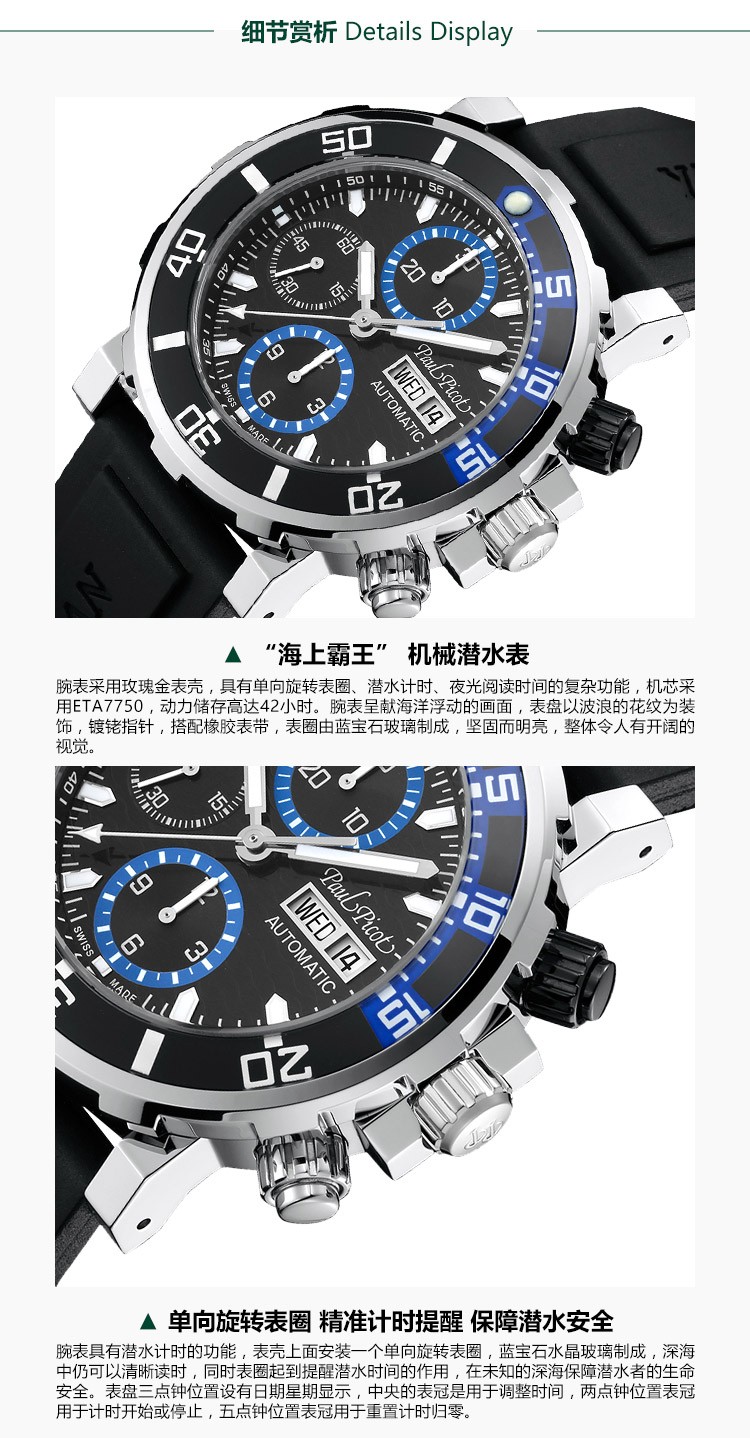 细节赏析 Details Display
50
55
50
60
45
30
15
40
40
35
30
20
10
5
10
15
20
30
9
12
3
6
Paul Picot
WED 14
AUTOMATIC
SWISS
MADE
▲ “海上霸王” 机械潜水表
腕表采用玫瑰金表壳，具有单向旋转表圈、潜水计时、夜光阅读时间的复杂功能，机芯采
用ETA7750，动力储存高达42小时。腕表呈献海洋浮动的画面，表盘以波浪的花纹为装
饰，镀铑指针，搭配橡胶表带，表圈由蓝宝石玻璃制成，坚固而明亮，整体令人有开阔的
视觉。
40
30
15
20
10
5
10
15
20
9
12
3
6
Paul Picot
WED 14
AUTOMATIC
SWISS
MADE
▲ 单向旋转表圈 精准计时提醒 保障潜水安全
腕表具有潜水计时的功能，表壳上面安装一个单向旋转表圈，蓝宝石水晶玻璃制成，深海
中仍可以清晰读时，同时表圈起到提醒潜水时间的作用，在未知的深海保障潜水者的生命
安全。表盘三点钟位置设有日期星期显示，中央的表冠是用于调整时间，两点钟位置表冠
用于计时开始或停止，五点钟位置表冠用于重置计时归零。